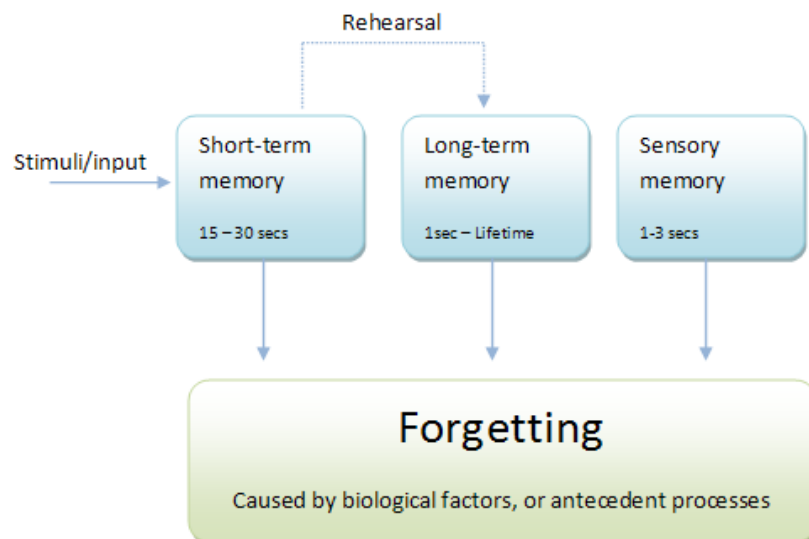 Rehearsal
Stimuli/input
Short-term
memory
15 – 30 secs
Long-term
memory
1sec – Lifetime
Sensory
memory
1-3 secs
Forgetting
Caused by biological factors, or antecedent processes